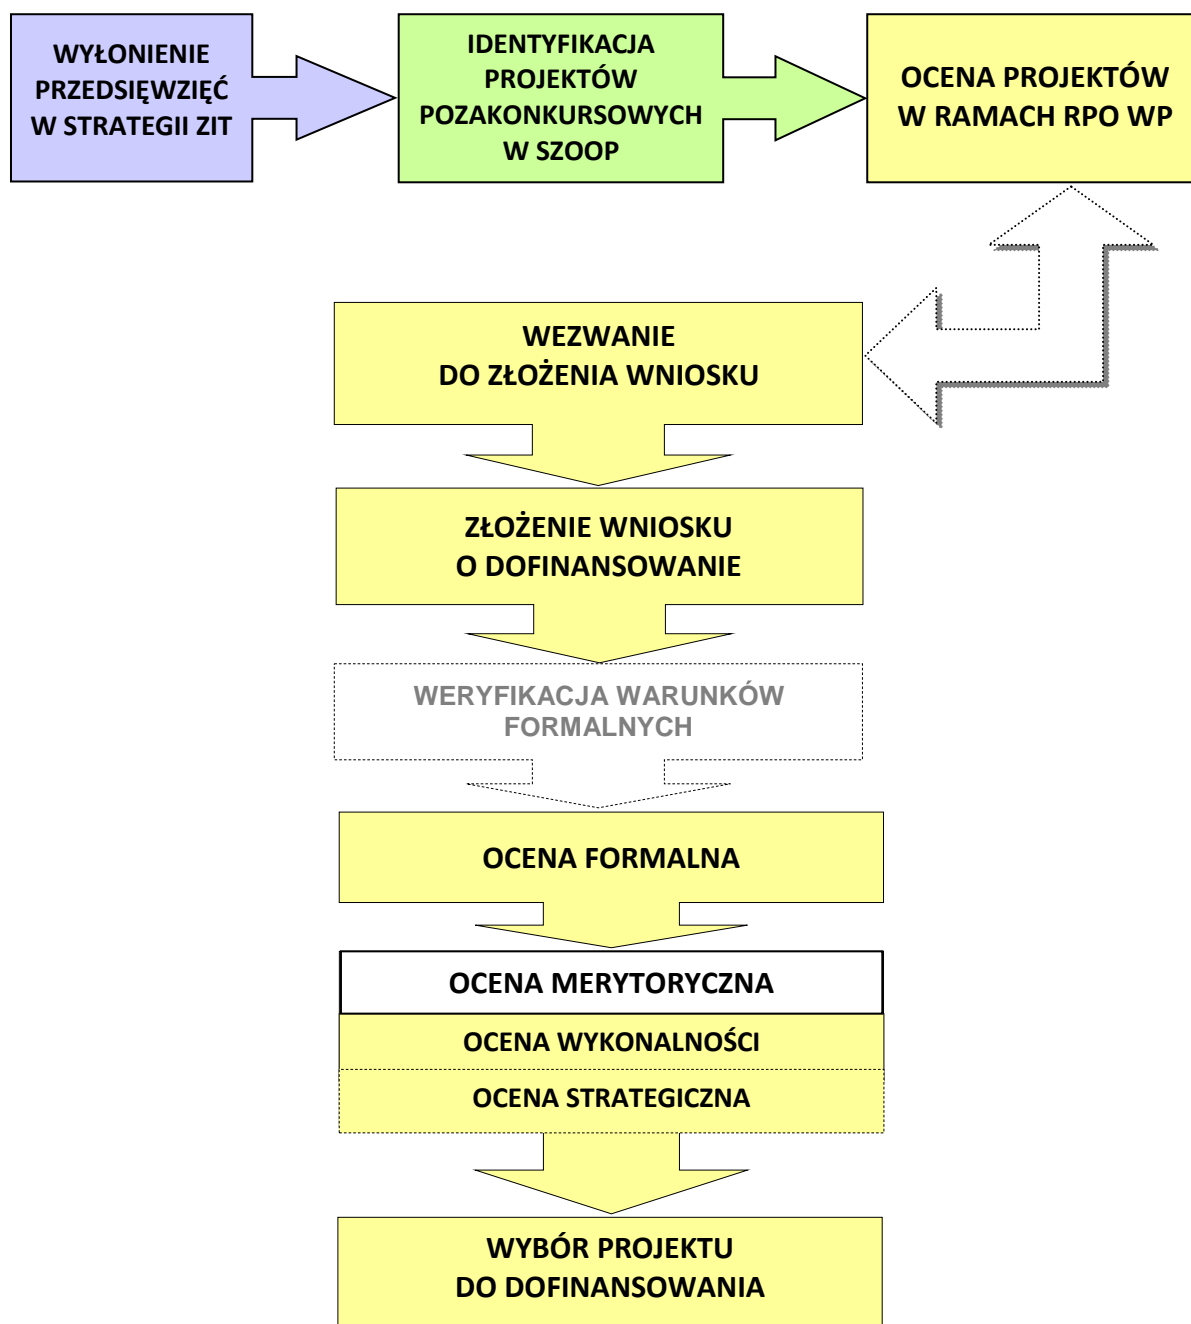 WYŁONIENIE
PRZEDSIĘWZIĘĆ
W STRATEGII ZIT
IDENTYFIKACJA
PROJEKTÓW
POZAKONKURSOWYCH
W SZOOP
OCENA PROJEKTÓW
W RAMACH RPO WP
WEZWANIE
DO ZŁOŻENIA WNIOSKU
ZŁOŻENIE WNIOSKU
O DOFINANSOWANIE
WERYFIKACJA WARUNKÓW
FORMALNYCH
OCENA FORMALNA
OCENA MERYTORYCZNA
OCENA WYKONALNOŚCI
OCENA STRATEGICZNA
WYBÓR PROJEKTU
DO DOFINANSOWANIA